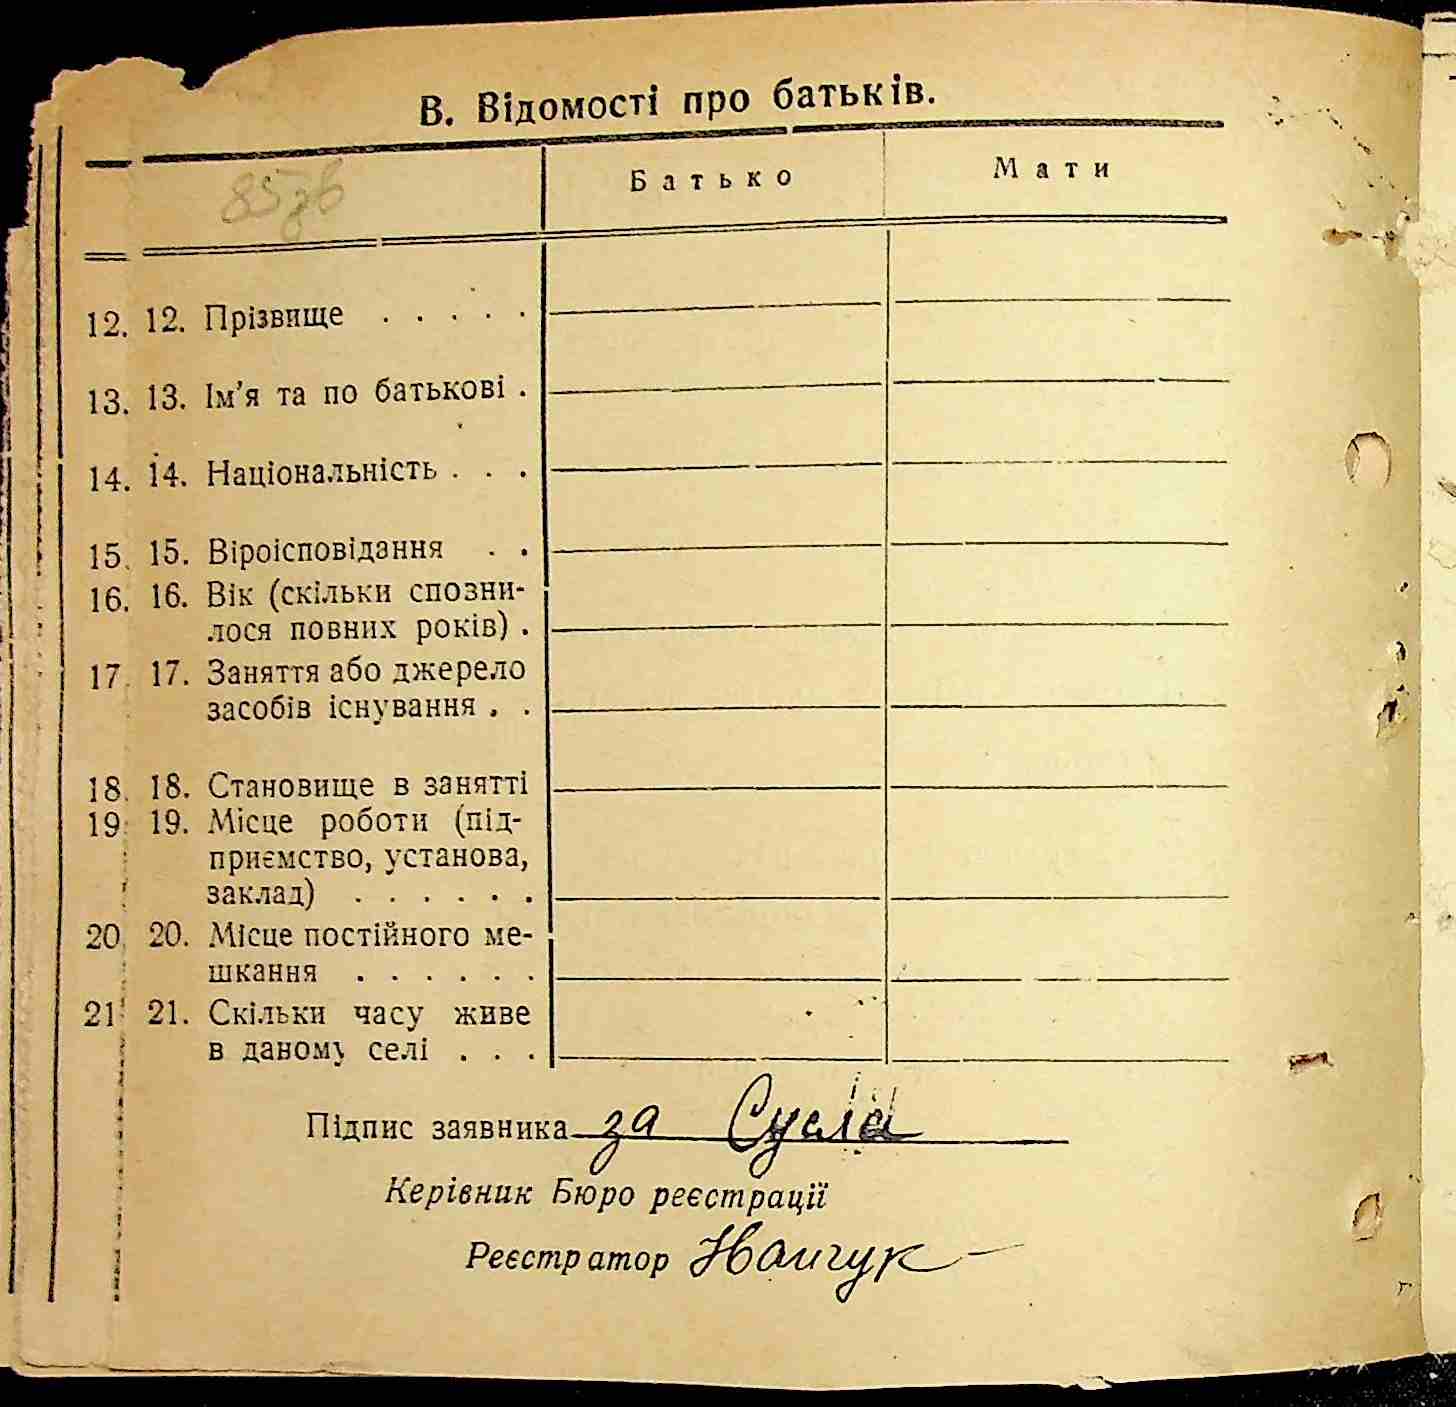 В. Відомості про батьків.
85зв
Батько Мати
12. 12. Прізвище . . . . .
13. 13. Ім'я та по батькові .
14. 14. Національність . . .
15. 15. Віроісповідання . .
16. 16. Вік (скільки спозни-
лося повних років) .
17. 17. Заняття або джерело
засобів існування . .
18. 18. Становище в занятті
19. 19. Місце роботи (під-
приємство, установа,
заклад) . . . . . .
20. 20. Місце постійного ме-
шкання . . . . . .
21. 21. Скільки часу живе
в даному селі . . .
Підпис заявника за
Керівник Бюро реєстрації
Реєстратор